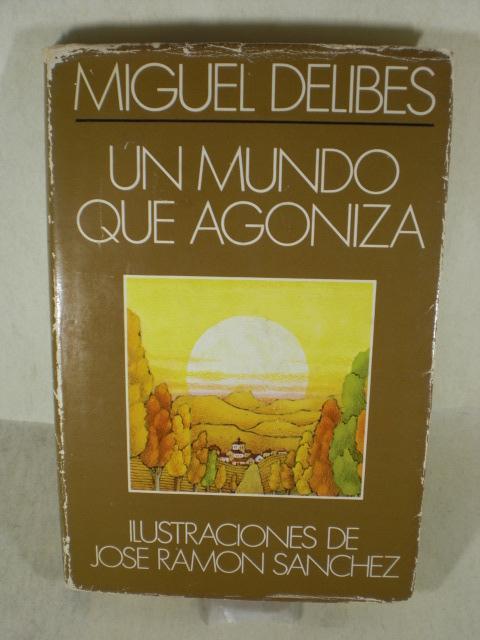 MIGUEL DELIBES
UN MUNDO
QUE AGONIZA
ILUSTRACIONES DE
JOSE RAMON SANCHEZ